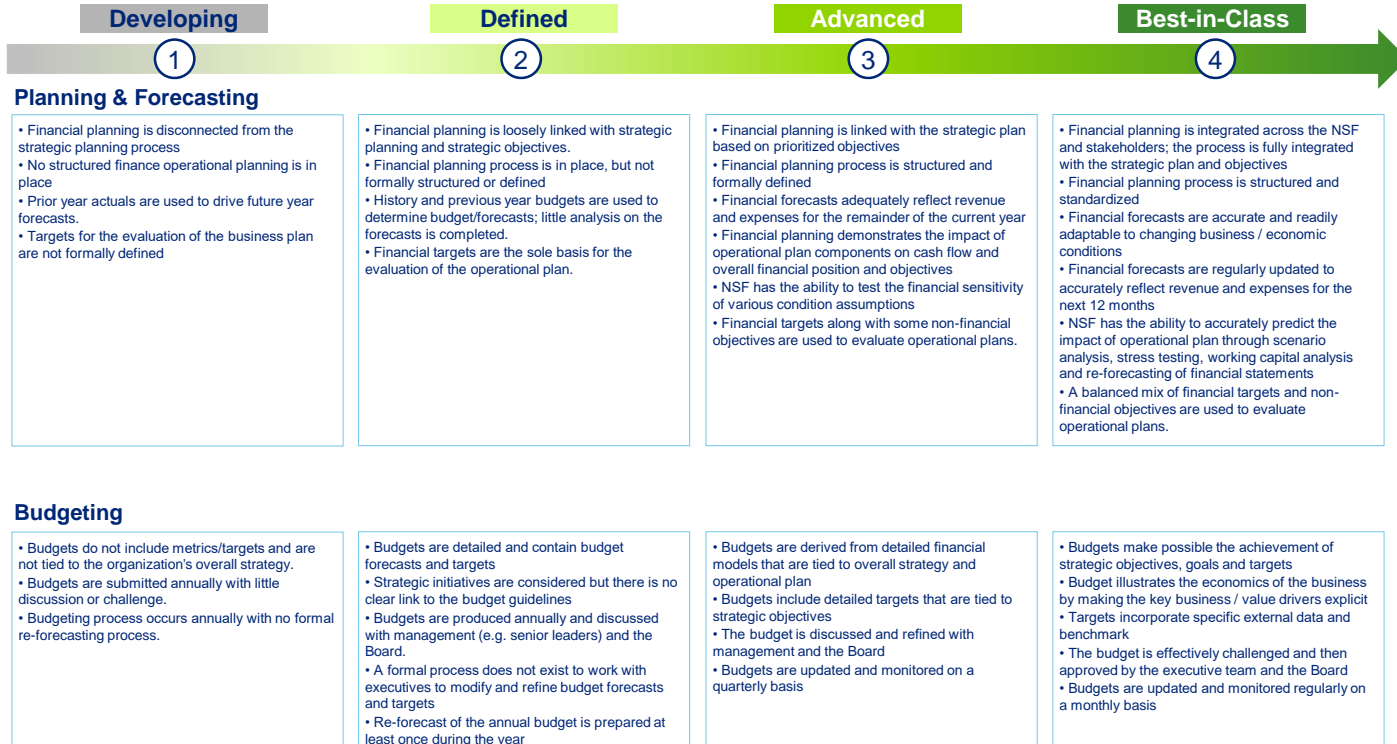 Developing
Defined
Advanced
Best-in-Class
1
2
3
4
Planning & Forecasting
• Financial planning is disconnected from the
strategic planning process
• No structured finance operational planning is in
place
• Prior year actuals are used to drive future year
forecasts.
• Targets for the evaluation of the business plan
are not formally defined
• Financial planning is loosely linked with strategic
planning and strategic objectives.
• Financial planning process is in place, but not
formally structured or defined
• History and previous year budgets are used to
determine budget/forecasts; little analysis on the
forecasts is completed.
• Financial targets are the sole basis for the
evaluation of the operational plan.
• Financial planning is linked with the strategic plan
based on prioritized objectives
• Financial planning process is structured and
formally defined
• Financial forecasts adequately reflect revenue
and expenses for the remainder of the current year
• Financial planning demonstrates the impact of
operational plan components on cash flow and
overall financial position and objectives
• NSF has the ability to test the financial sensitivity
of various condition assumptions
• Financial targets along with some non-financial
objectives are used to evaluate operational plans.
• Financial planning is integrated across the NSF
and stakeholders; the process is fully integrated
with the strategic plan and objectives
• Financial planning process is structured and
standardized
• Financial forecasts are accurate and readily
adaptable to changing business / economic
conditions
• Financial forecasts are regularly updated to
accurately reflect revenue and expenses for the
next 12 months
• NSF has the ability to accurately predict the
impact of operational plan through scenario
analysis, stress testing, working capital analysis
and re-forecasting of financial statements
• A balanced mix of financial targets and non-
financial objectives are used to evaluate
operational plans.
Budgeting
• Budgets do not include metrics/targets and are
not tied to the organization's overall strategy.
• Budgets are submitted annually with little
discussion or challenge.
• Budgeting process occurs annually with no formal
re-forecasting process.
• Budgets are detailed and contain budget
forecasts and targets
• Strategic initiatives are considered but there is no
clear link to the budget guidelines
• Budgets are produced annually and discussed
with management (e.g. senior leaders) and the
Board.
• A formal process does not exist to work with
executives to modify and refine budget forecasts
and targets
• Re-forecast of the annual budget is prepared at
least once during the year
• Budgets are derived from detailed financial
models that are tied to overall strategy and
operational plan
• Budgets include detailed targets that are tied to
strategic objectives
• The budget is discussed and refined with
management and the Board
• Budgets are updated and monitored on a
quarterly basis
• Budgets make possible the achievement of
strategic objectives, goals and targets
• Budget illustrates the economics of the business
by making the key business / value drivers explicit
• Targets incorporate specific external data and
benchmark
• The budget is effectively challenged and then
approved by the executive team and the Board
• Budgets are updated and monitored regularly on
a monthly basis